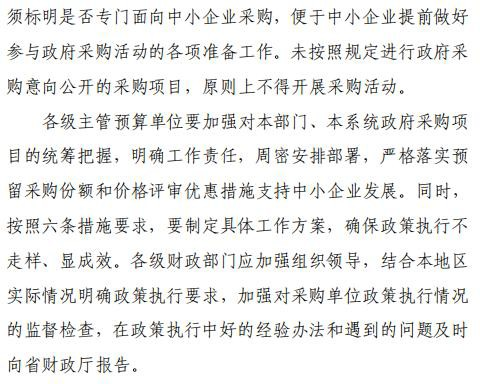 须标明是否专门面向中小企业采购，便于中小企业提前做好
参与政府采购活动的各项准备工作。未按照规定进行政府采
购意向公开的采购项目，原则上不得开展采购活动。
各级主管预算单位要加强对本部门、本系统政府采购项
目的统筹把握，明确工作责任，周密安排部署，严格落实预
留采购份额和价格评审优惠措施支持中小企业发展。同时，
按照六条措施要求，要制定具体工作方案，确保政策执行不
走样、显成效。各级财政部门应加强组织领导，结合本地区
实际情况明确政策执行要求，加强对采购单位政策执行情况
的监督检查，在政策执行中好的经验办法和遇到的问题及时
向省财政厅报告。